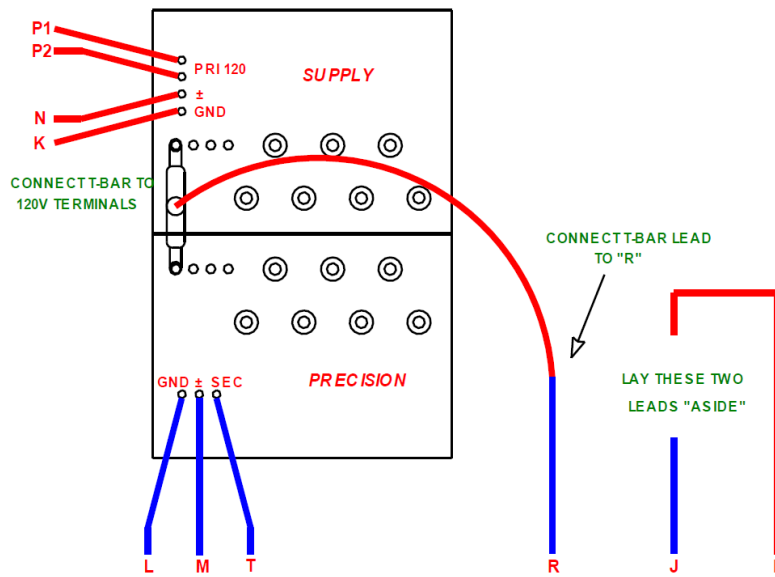 P1
P2
PRI 120
SUPPLY
N
±
K
GND
CONNECT T-BAR TO
120V TERMINALS
CONNECT T-BAR LEAD
TO "R"
GND ± SEC
PRECISION
LAY THESE TWO
LEADS "ASIDE"
L M T R J